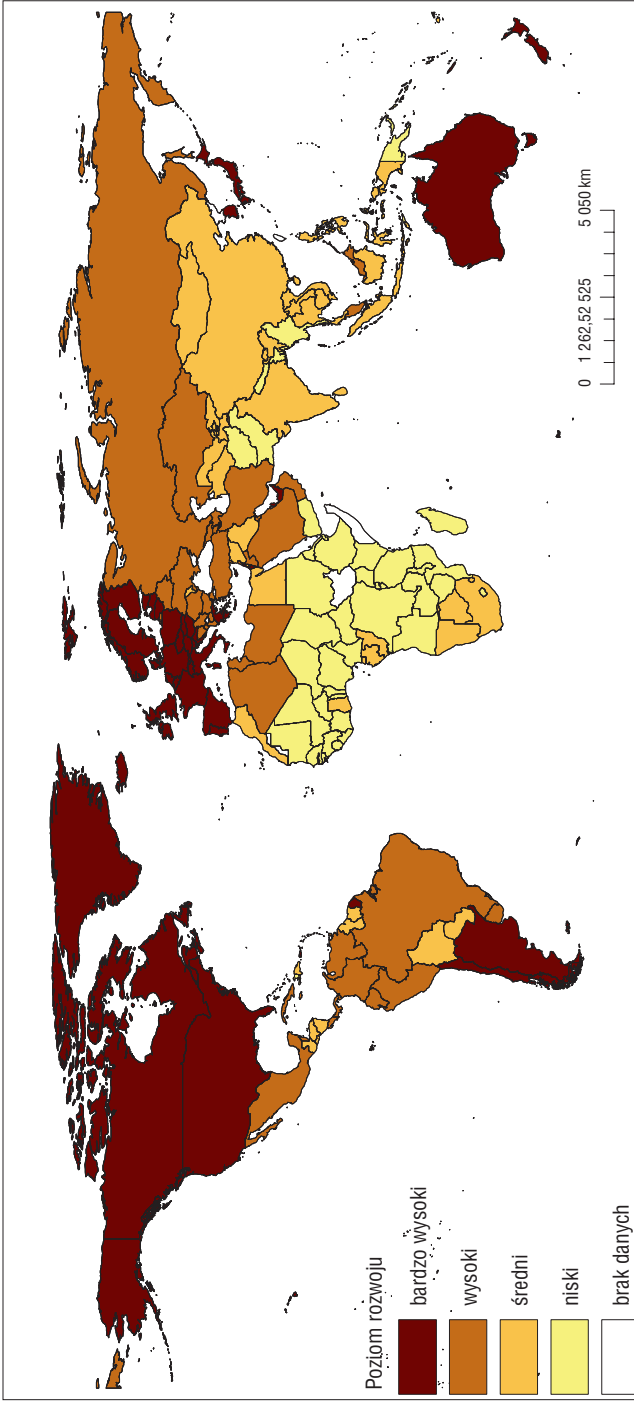 Poziom rozwoju
bardzo wysoki
wysoki
średni
niski
brak danych
0 1 262,52 525 5 050 km